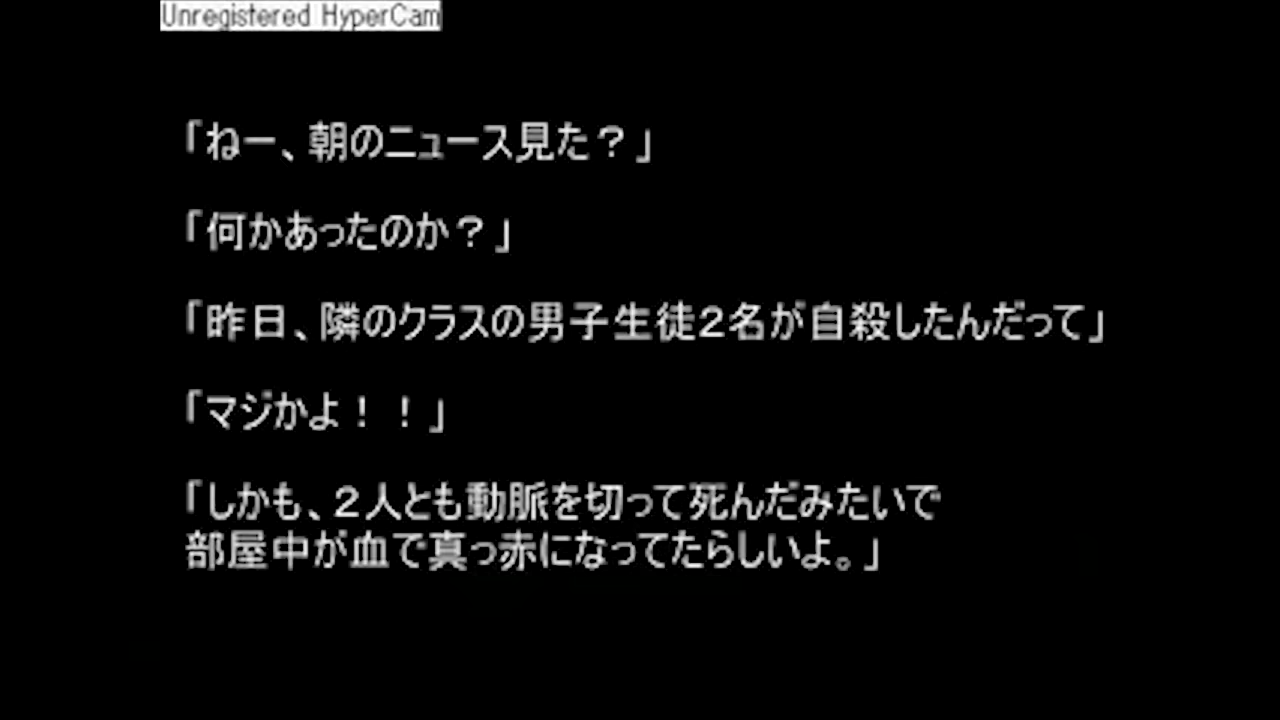 Unregistered HyperCam
「ねー、朝のニュース見た？」
「何かあったのか？」
「昨日、隣のクラスの男子生徒２名が自殺したんだって」
「マジかよ！！」
「しかも、２人とも動脈を切って死んだみたいで
部屋中が血で真っ赤になってたらしいよ。」